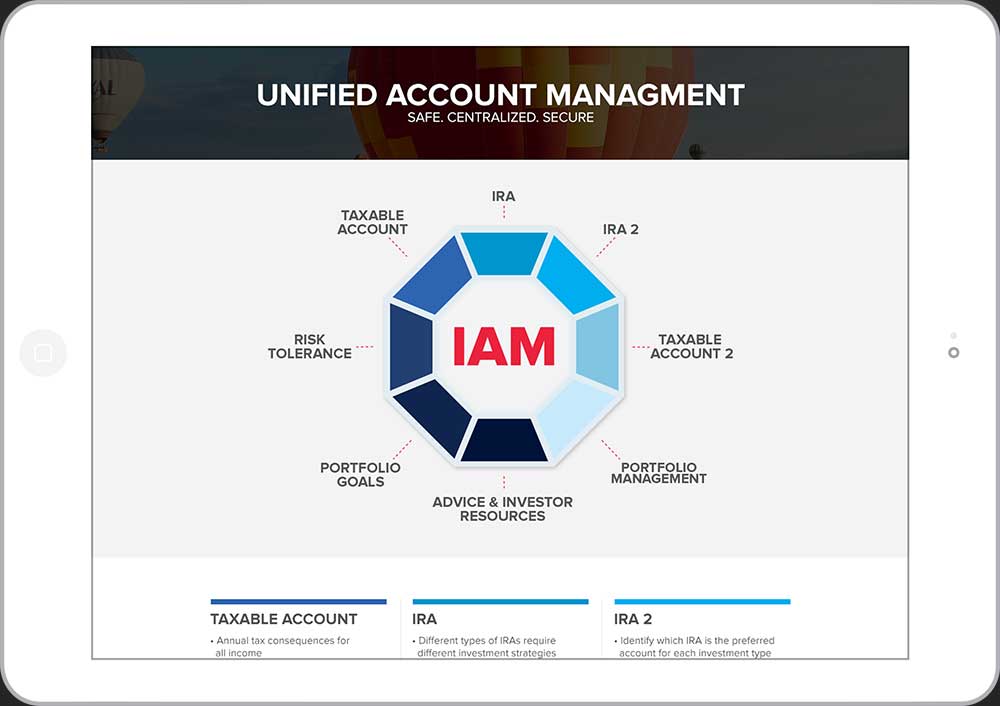 UNIFIED ACCOUNT MANAGMENT
SAFE. CENTRALIZED. SECURE
IRA
TAXABLE
ACCOUNT
IRA 2
RISK
TOLERANCE
IAM
TAXABLE
ACCOUNT 2
PORTFOLIO
GOALS
PORTFOLIO
MANAGEMENT
ADVICE & INVESTOR
RESOURCES
TAXABLE ACCOUNT
• Annual tax consequences for
all income
IRA
• Different types of IRAs require
different investment strategies
IRA 2
• Identify which IRA is the preferred
account for each investment type